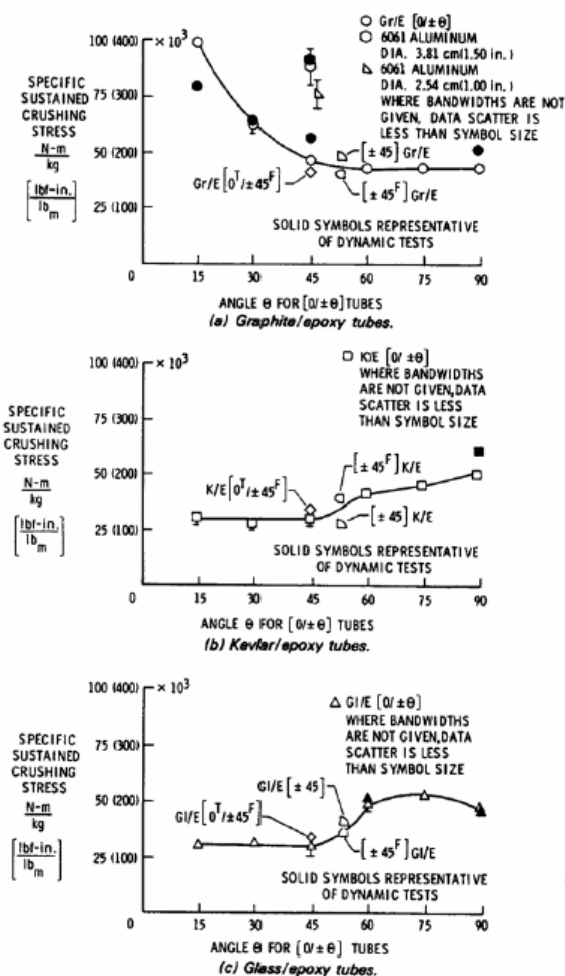 100 (400)
× 10³
75 (300)
50 (200)
25 (100)
0
SPECIFIC
SUSTAINED
CRUSHING
STRESS
N-m
kg
[lbf-in.
lbm]
○ Gr/E [0/±θ]
○ 6061 ALUMINUM
DIA. 3.81 cm(1.50 in.)
6061 ALUMINUM
DIA. 2.54 cm(1.00 in.)
WHERE BANDWIDTHS ARE NOT
GIVEN, DATA SCATTER IS
LESS THAN SYMBOL SIZE
[±45] Gr/E
Gr/E[0ᵀ/±45ꟳ]
[±45ꟳ] Gr/E
SOLID SYMBOLS REPRESENTATIVE
OF DYNAMIC TESTS
15 30 45 60 75 90
ANGLE θ FOR [0/±θ] TUBES
(a) Graphite/epoxy tubes.
100 (400)
× 10³
75 (300)
50 (200)
25 (100)
0
SPECIFIC
SUSTAINED
CRUSHING
STRESS
N-m
kg
[lbf-in.
lbm]
□ K/E [0/±θ]
WHERE BANDWIDTHS
ARE NOT GIVEN, DATA
SCATTER IS LESS
THAN SYMBOL SIZE
K/E[0ᵀ/±45ꟳ]
[±45ꟳ] K/E
[±45] K/E
SOLID SYMBOLS REPRESENTATIVE
OF DYNAMIC TESTS
15 30 45 60 75 90
ANGLE θ FOR [0/±θ] TUBES
(b) Kevlar/epoxy tubes.
100 (400)
× 10³
75 (300)
50 (200)
25 (100)
0
SPECIFIC
SUSTAINED
CRUSHING
STRESS
N-m
kg
[lbf-in.
lbm]
△ Gl/E [0/±θ]
WHERE BANDWIDTHS
ARE NOT GIVEN, DATA
SCATTER IS LESS
THAN SYMBOL SIZE
Gl/E [±45]
Gl/E[0ᵀ/±45ꟳ]
[±45ꟳ] Gl/E
SOLID SYMBOLS REPRESENTATIVE
OF DYNAMIC TESTS
15 30 45 60 75 90
ANGLE θ FOR [0/±θ] TUBES
(c) Glass/epoxy tubes.